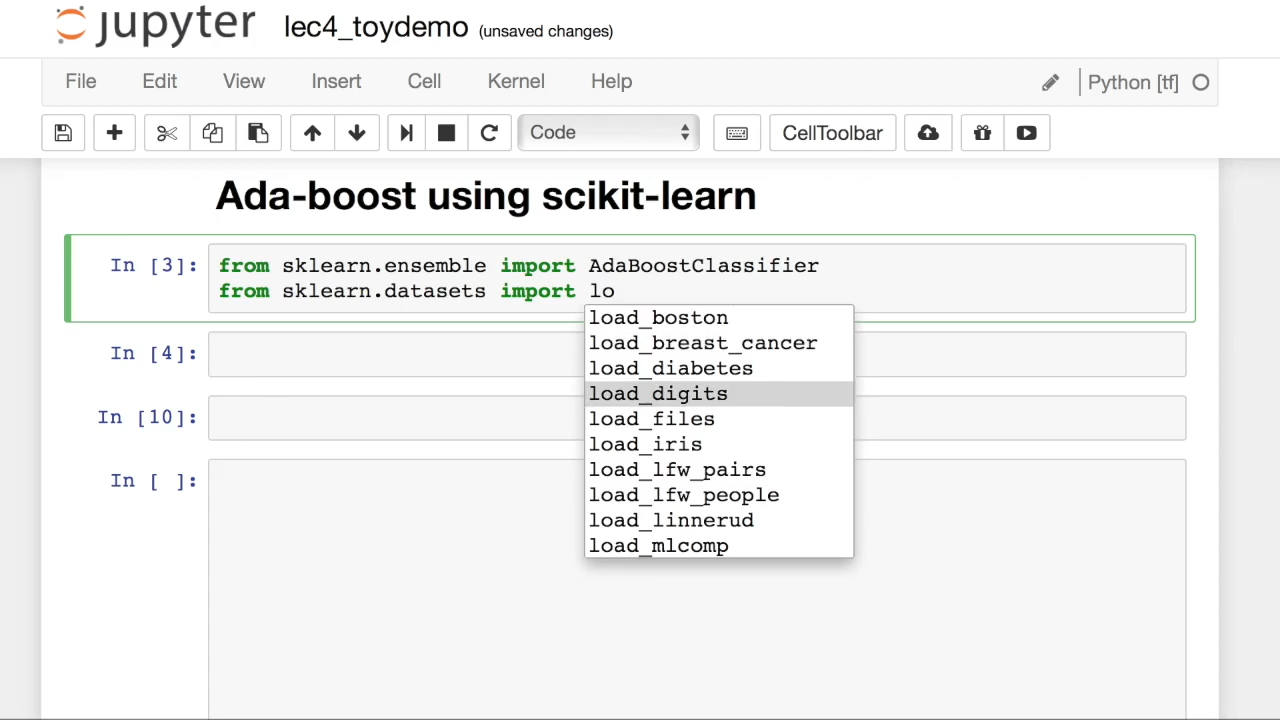 jupyter lec4_toydemo (unsaved changes)
File Edit View Insert Cell Kernel Help Python [tf]
Code CellToolbar
Ada-boost using scikit-learn
In [3]: from sklearn.ensemble import AdaBoostClassifier
from sklearn.datasets import lo
load_boston
load_breast_cancer
In [4]:
load_diabetes
load_digits
In [10]:
load_files
load_iris
load_lfw_pairs
In [ ]:
load_lfw_people
load_linnerud
load_mlcomp